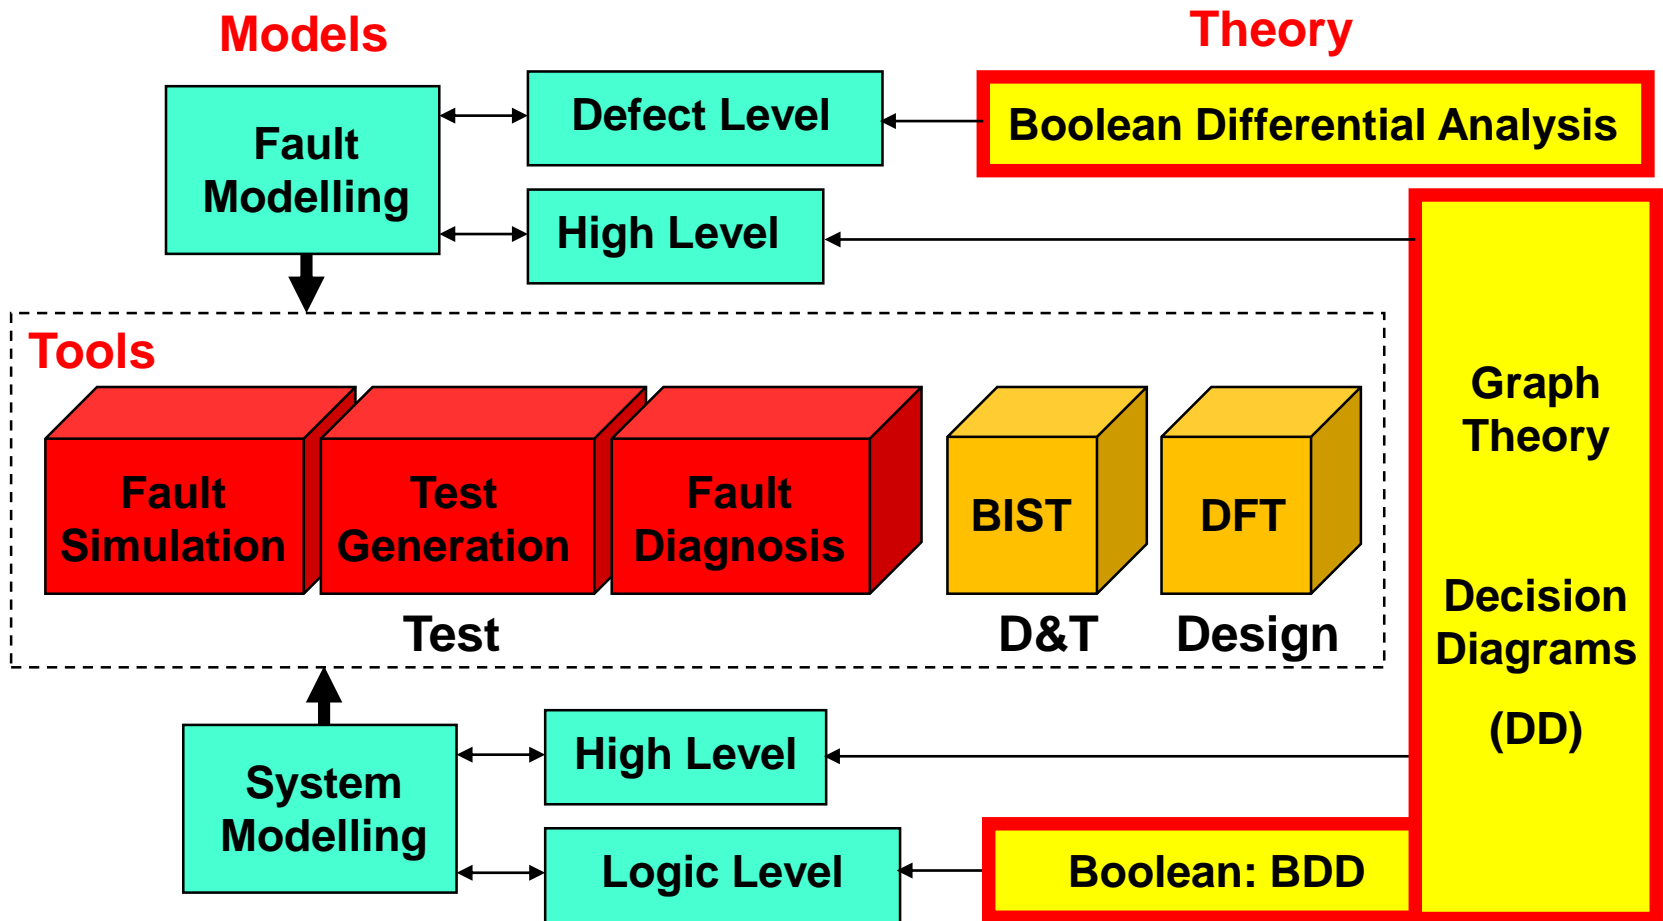 Models
Theory
Fault
Modelling
Defect Level
Boolean Differential Analysis
High Level
Tools
Fault
Simulation
Test
Generation
Fault
Diagnosis
BIST
DFT
Test
D&T
Design
Graph
Theory
Decision
Diagrams
(DD)
System
Modelling
High Level
Logic Level
Boolean: BDD